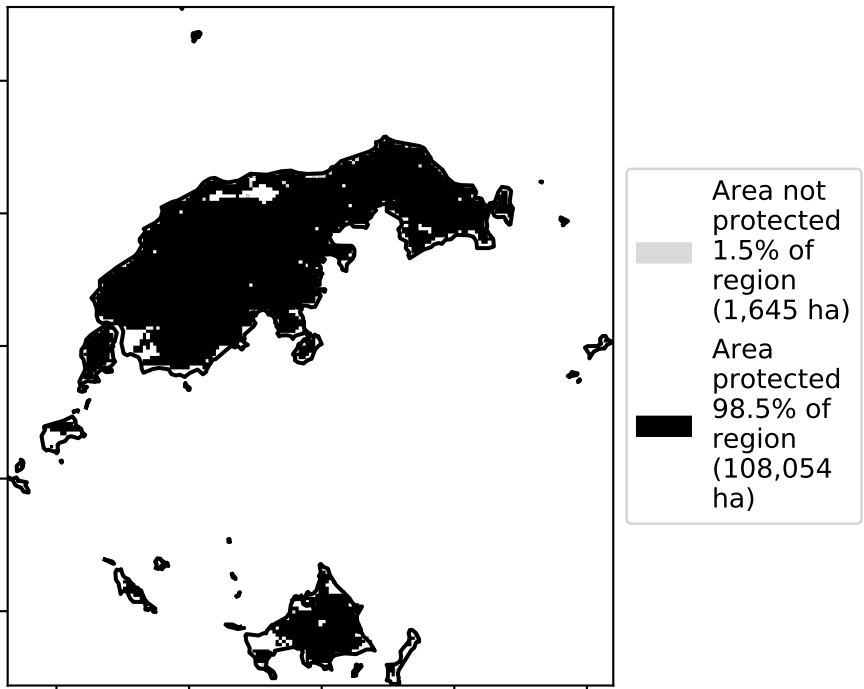 Area not
protected
1.5% of
region
(1,645 ha)
Area
protected
98.5% of
region
(108,054
ha)